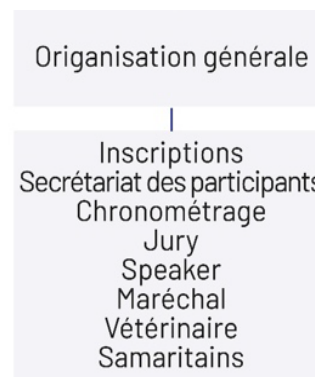 Origanisation générale
Inscriptions
Secrétariat des participants
Chronométrage
Jury
Speaker
Maréchal
Vétérinaire
Samaritains